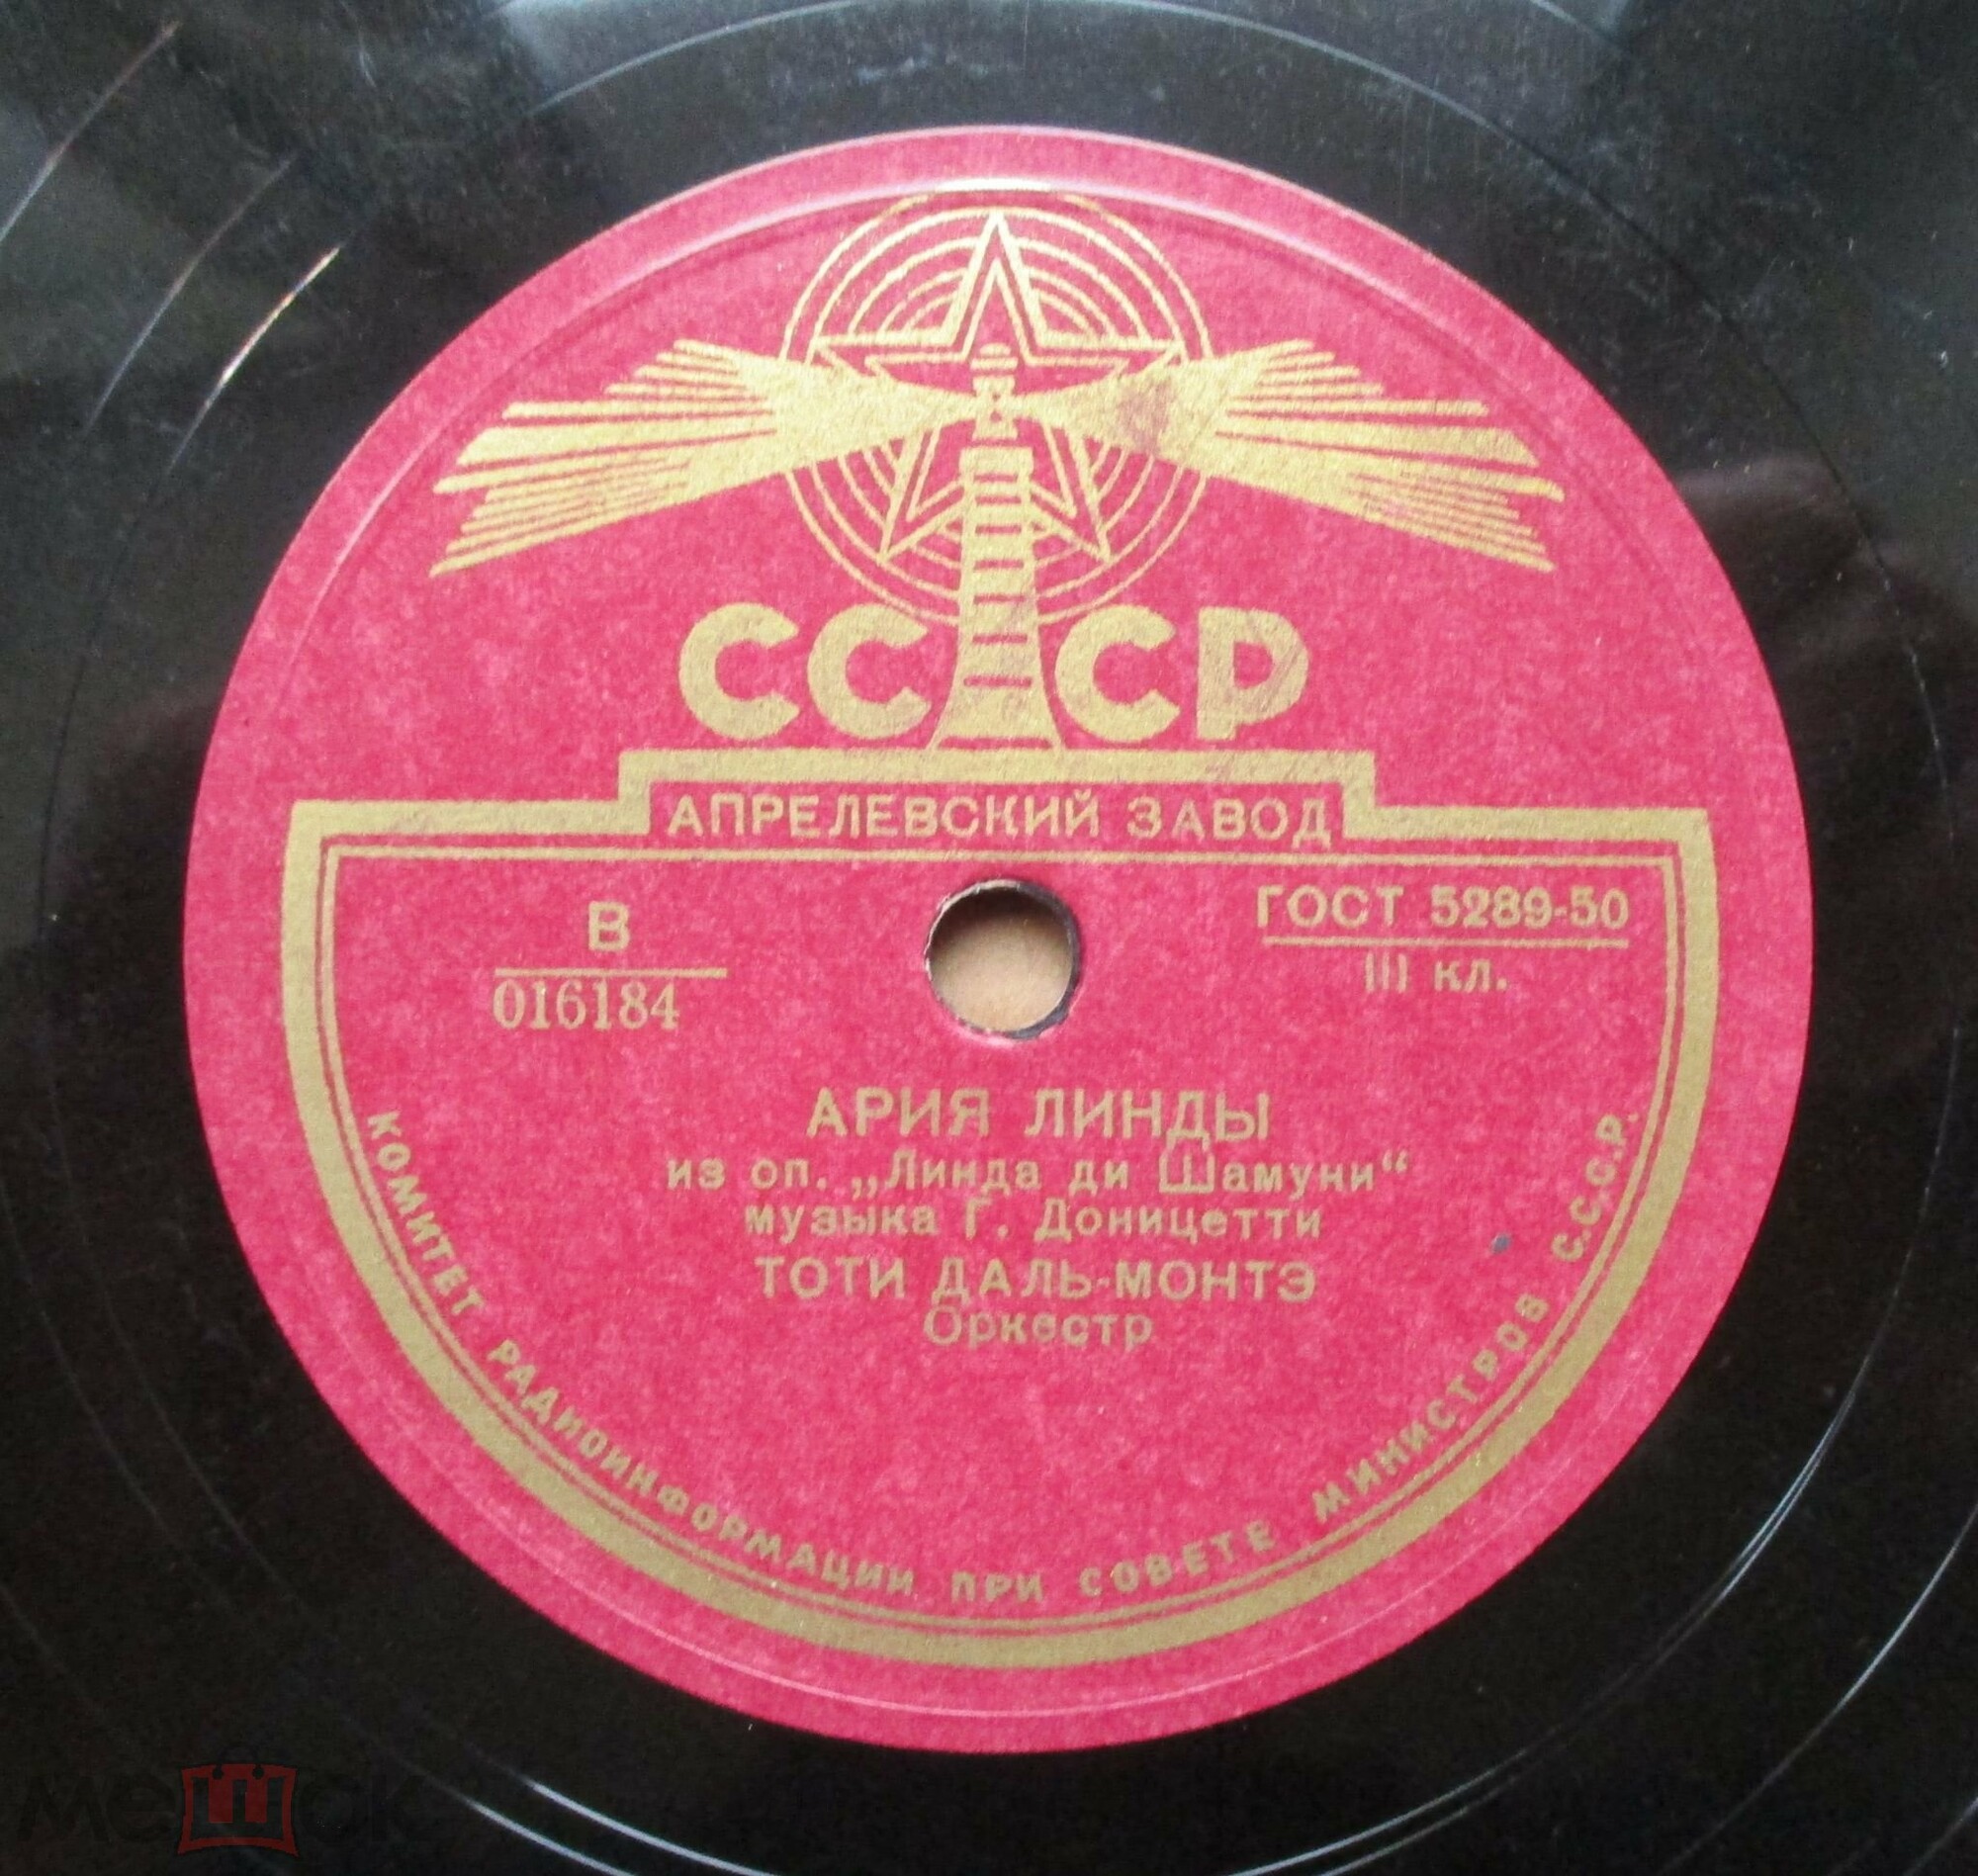 СССР
АПРЕЛЕВСКИЙ ЗАВОД
В
016184
ГОСТ 5289-50
III кл.
АРИЯ ЛИНДЫ
из оп. „Линда ди Шамуни“
музыка Г. Доницетти
ТОТИ ДАЛЬ-МОНТЭ
Оркестр
КОМИТЕТ РАДИОИНФОРМАЦИИ ПРИ СОВЕТЕ МИНИСТРОВ С.С.С.Р.
мешок